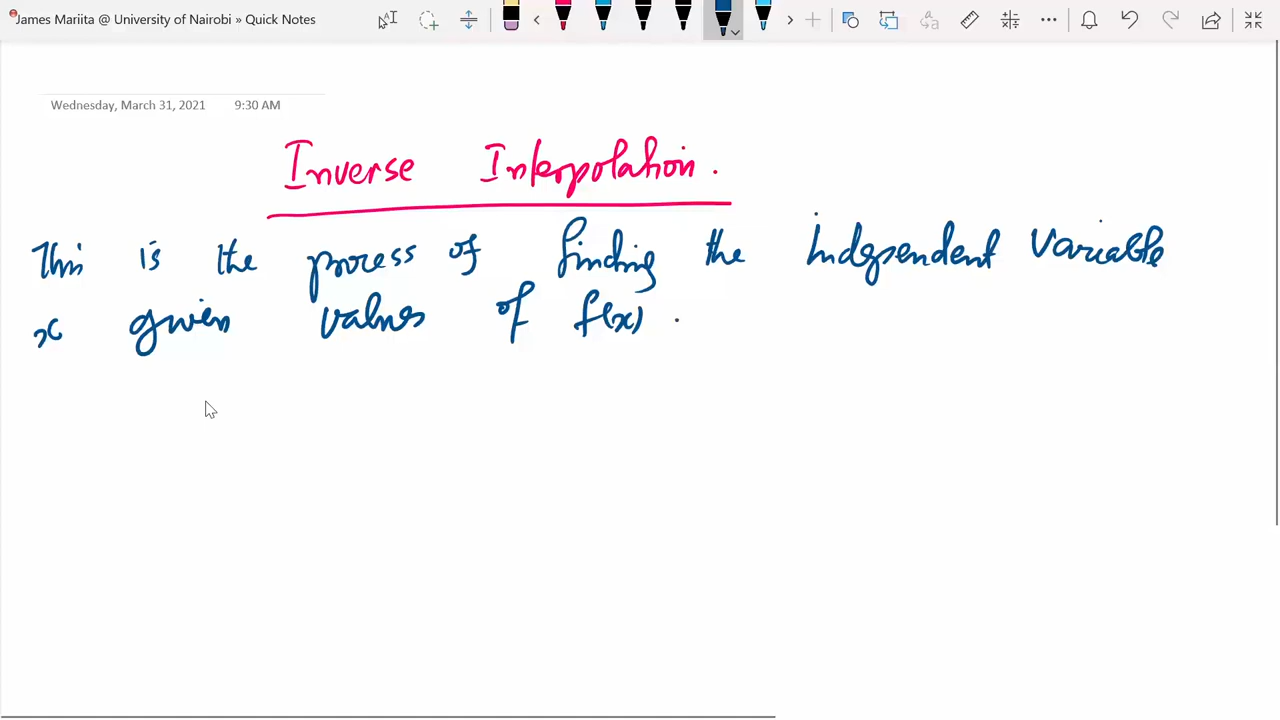 James Mariita @ University of Nairobi » Quick Notes
Wednesday, March 31, 2021 9:30 AM
Inverse Interpolation.
This is the process of finding the independent variable
x given values of f(x).